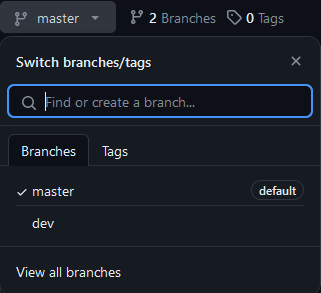 master 2 Branches 0 Tags
Switch branches/tags
Find or create a branch...
Branches Tags
master default
dev
View all branches